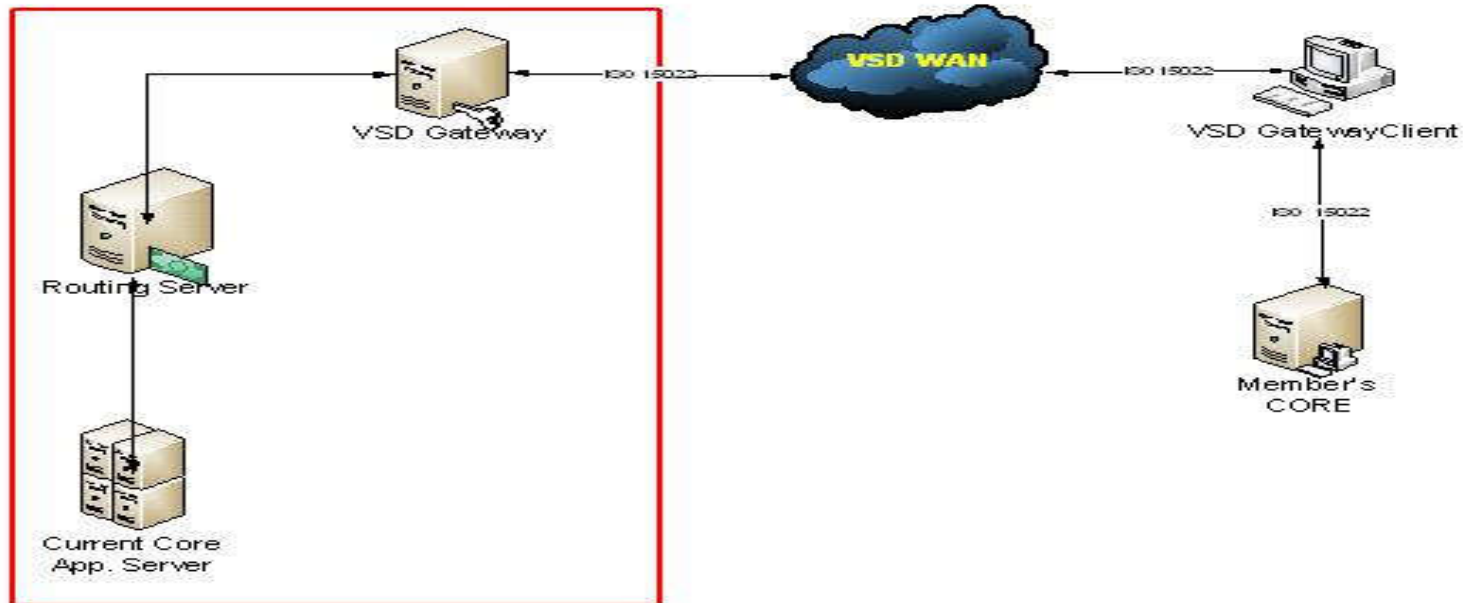 VSD WAN
ISO 15022
ISO 15022
VSD Gateway
VSD GatewayClient
ISO 15022
Routing Server
Member's
CORE
Current Core
App. Server